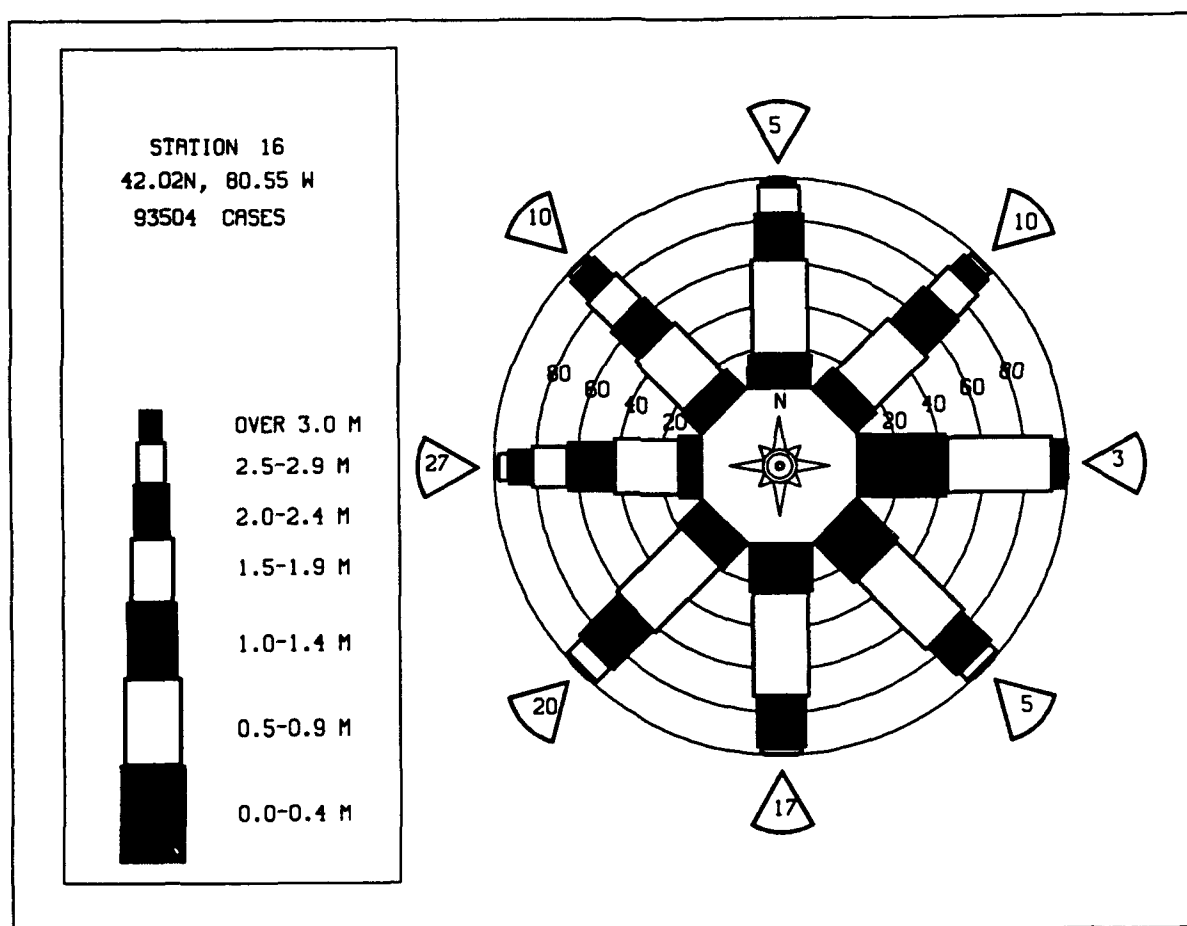 STATION 16
42.02N, 80.55 W
93504 CASES
OVER 3.0 M
2.5-2.9 M
2.0-2.4 M
1.5-1.9 M
1.0-1.4 M
0.5-0.9 M
0.0-0.4 M
5
10
10
80
60
40
20
N
20
40
60
80
27
3
20
5
17